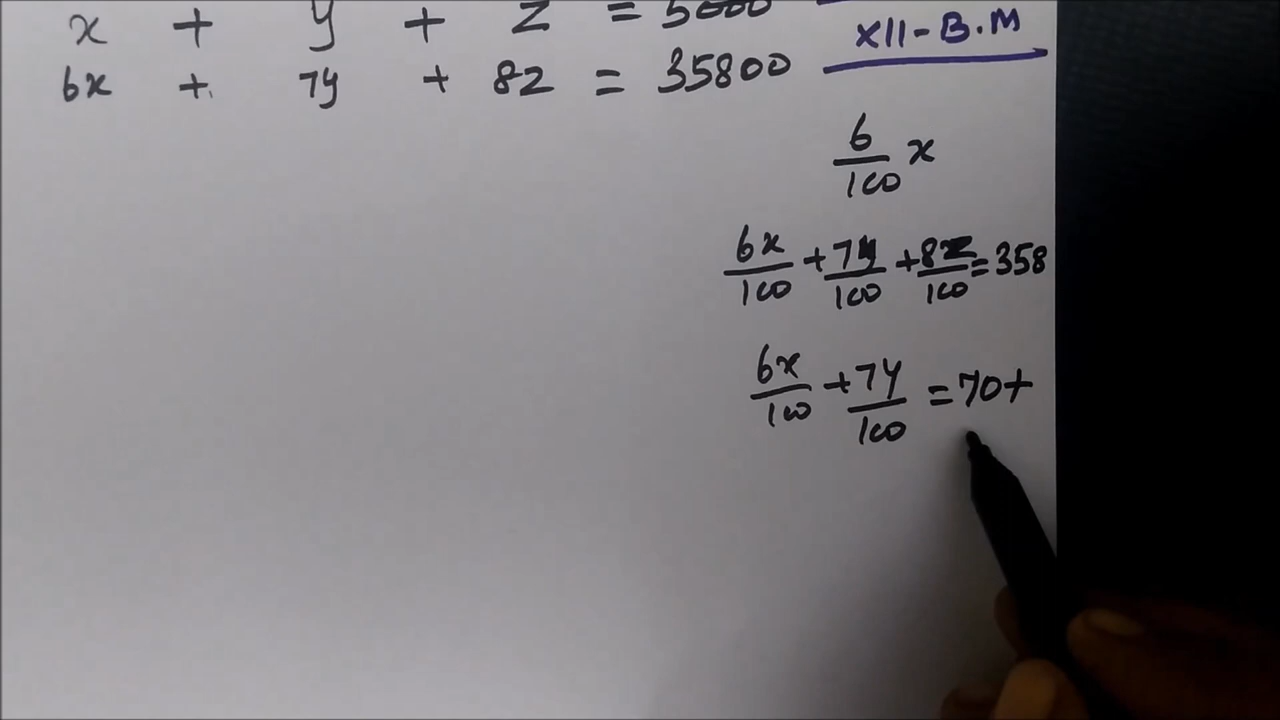 x + y + z = 5000
XII - B.M
6x + 7y + 8z = 35800
6/100 x
6x/100 + 7y/100 + 8z/100 = 358
6x/100 + 7y/100 = 70+